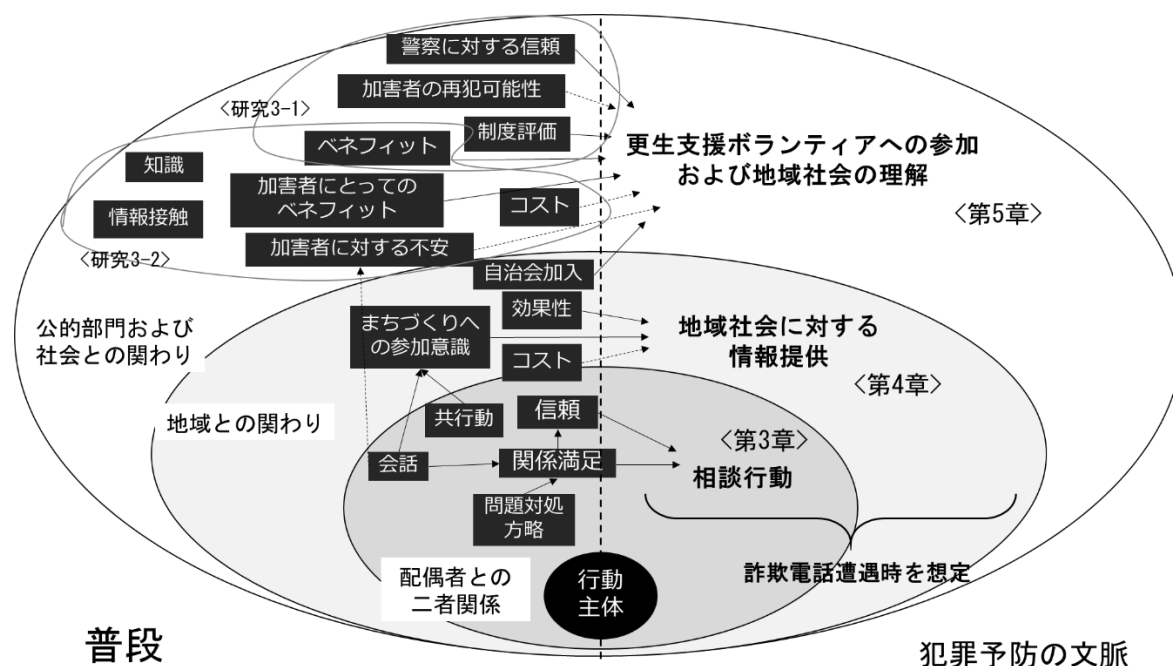 警察に対する信頼
加害者の再犯可能性
<研究3-1>
制度評価
ベネフィット
更生支援ボランティアへの参加
および地域社会の理解
知識
加害者にとっての
ベネフィット
コスト
<第5章>
情報接触
加害者に対する不安
<研究3-2>
自治会加入
効果性
公的部門および
社会との関わり
まちづくりへ
の参加意識
地域社会に対する
情報提供
コスト
<第4章>
地域との関わり
共行動
信頼
<第3章>
会話
関係満足
相談行動
問題対処
方略
配偶者との
二者関係
行動
主体
詐欺電話遭遇時を想定
普段
犯罪予防の文脈